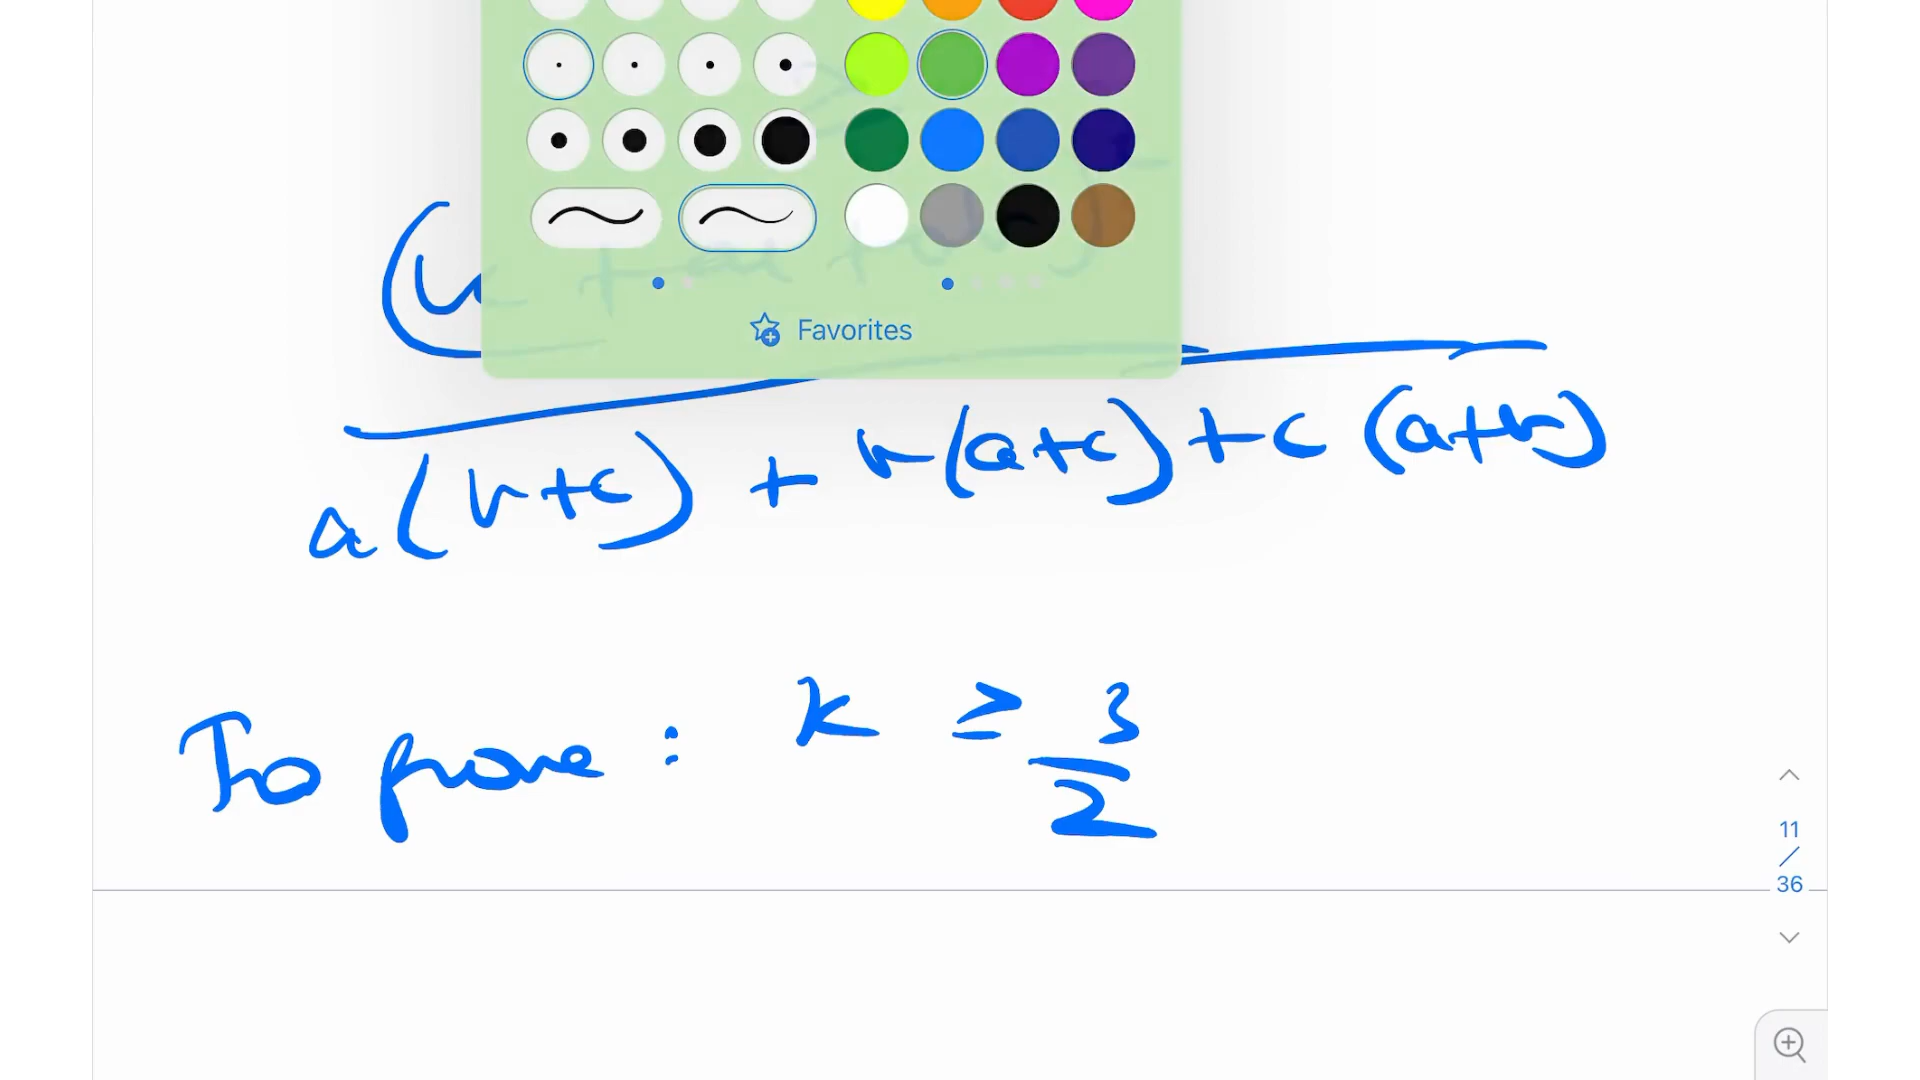 Favorites
a(b+c) + b(a+c) + c(a+b)
To prove : k ≥ 3
2
11
/
36